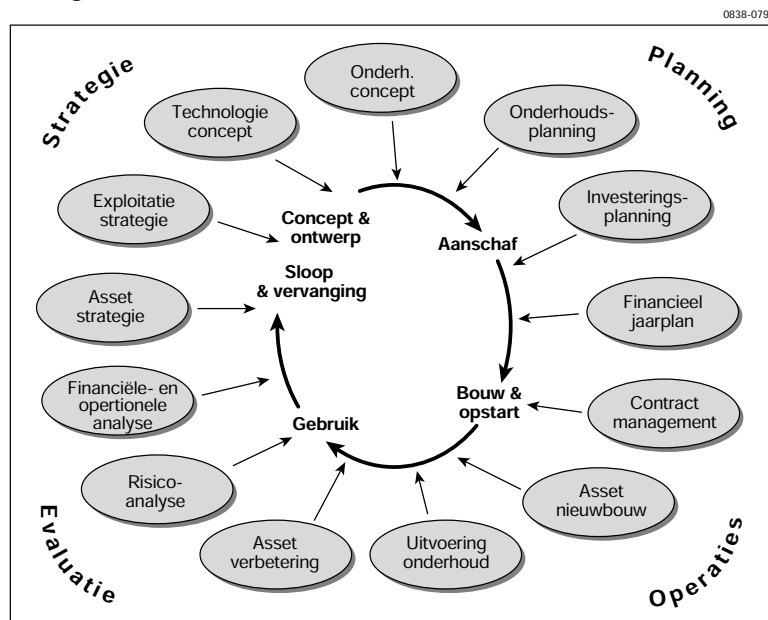 0838-079
Strategie
Planning
Onderh.
concept
Technologie
concept
Onderhouds-
planning
Exploitatie
strategie
Investerings-
planning
Concept &
ontwerp
Aanschaf
Sloop
& vervanging
Asset
strategie
Financieel
jaarplan
Financiële- en
opertionele
analyse
Bouw &
opstart
Contract
management
Gebruik
Risico-
analyse
Asset
nieuwbouw
Asset
verbetering
Uitvoering
onderhoud
Evaluatie
Operaties